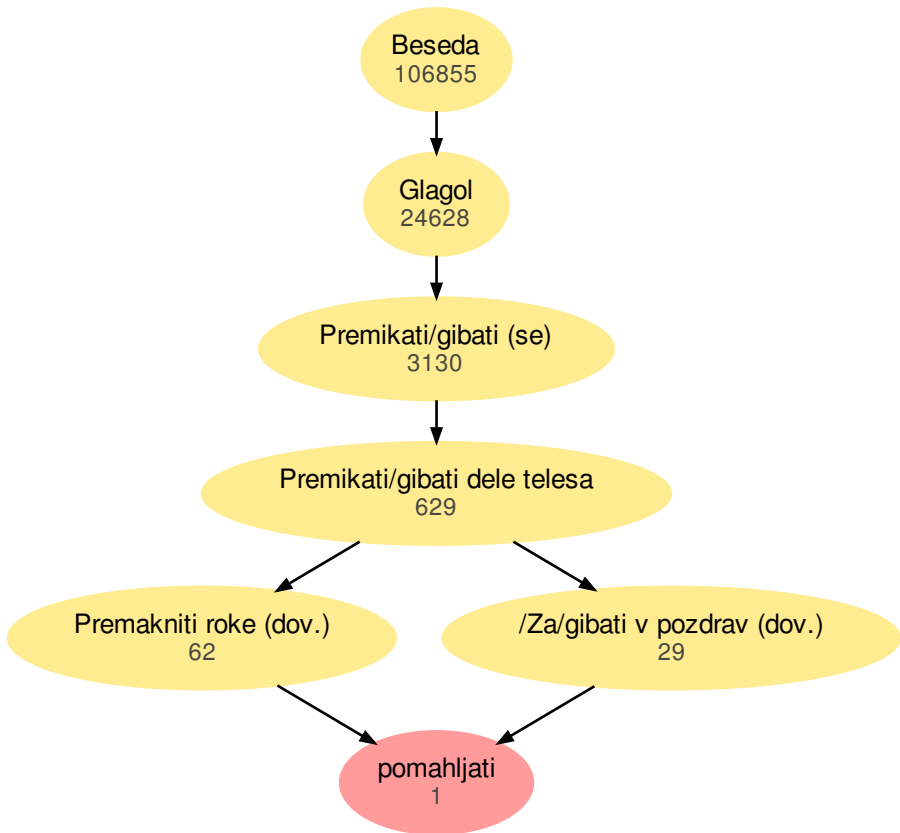 Beseda
106855
Glagol
24628
Premikati/gibati (se)
3130
Premikati/gibati dele telesa
629
Premakniti roke (dov.)
62
/Za/gibati v pozdrav (dov.)
29
pomahljati
1